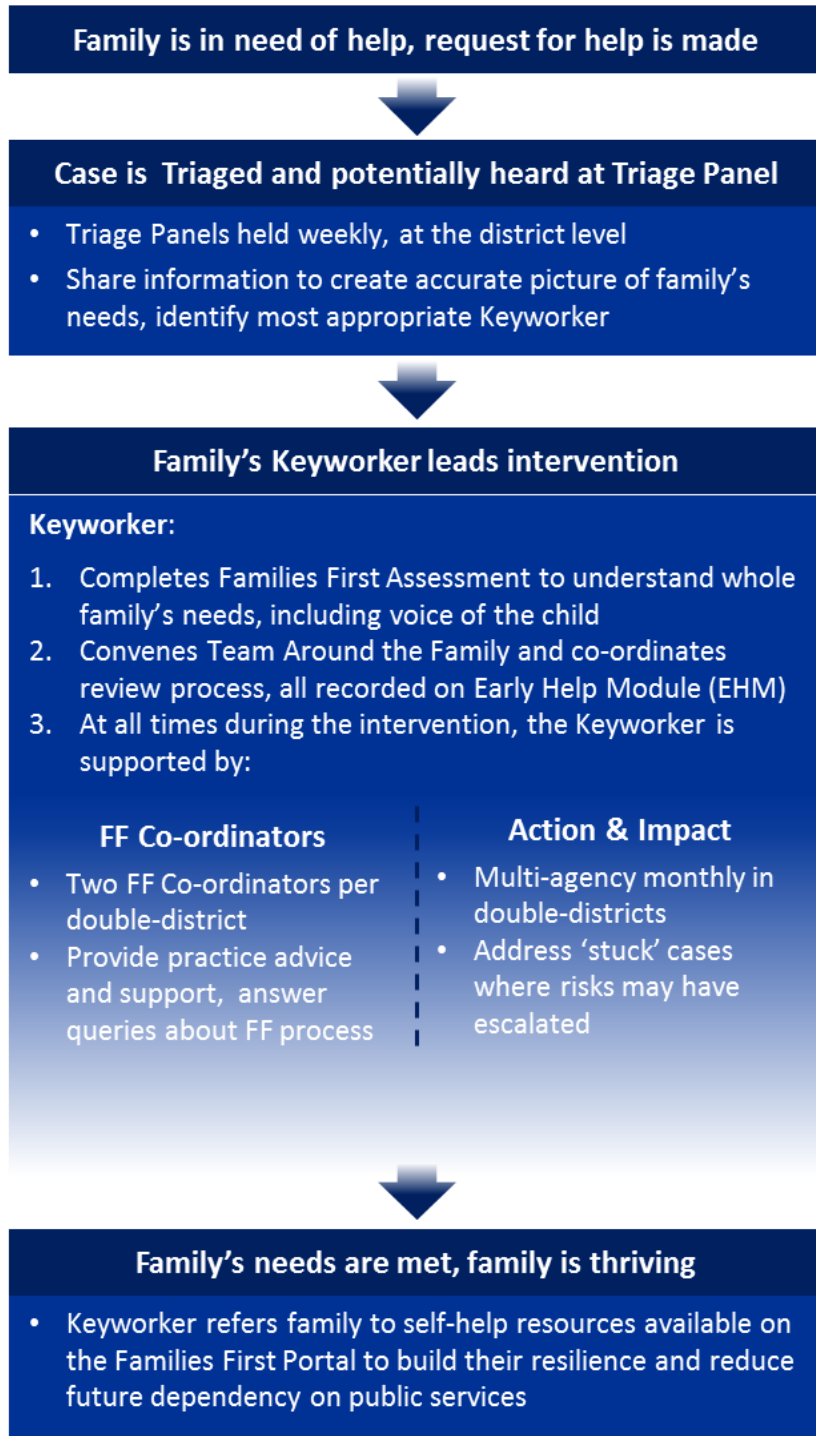 Family is in need of help, request for help is made
Case is Triaged and potentially heard at Triage Panel
• Triage Panels held weekly, at the district level
• Share information to create accurate picture of family's
needs, identify most appropriate Keyworker
Family's Keyworker leads intervention
Keyworker:
1. Completes Families First Assessment to understand whole
family's needs, including voice of the child
2. Convenes Team Around the Family and co-ordinates
review process, all recorded on Early Help Module (EHM)
3. At all times during the intervention, the Keyworker is
supported by:
FF Co-ordinators
• Two FF Co-ordinators per
double-district
• Provide practice advice
and support, answer
queries about FF process
Action & Impact
• Multi-agency monthly in
double-districts
• Address ‘stuck’ cases
where risks may have
escalated
Family's needs are met, family is thriving
• Keyworker refers family to self-help resources available on
the Families First Portal to build their resilience and reduce
future dependency on public services